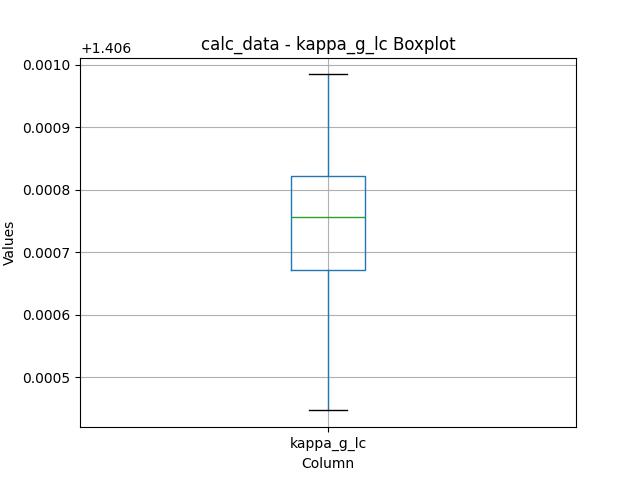 calc_data - kappa_g_lc Boxplot
+1.406
0.0010
0.0009
0.0008
0.0007
0.0006
0.0005
Values
kappa_g_lc
Column